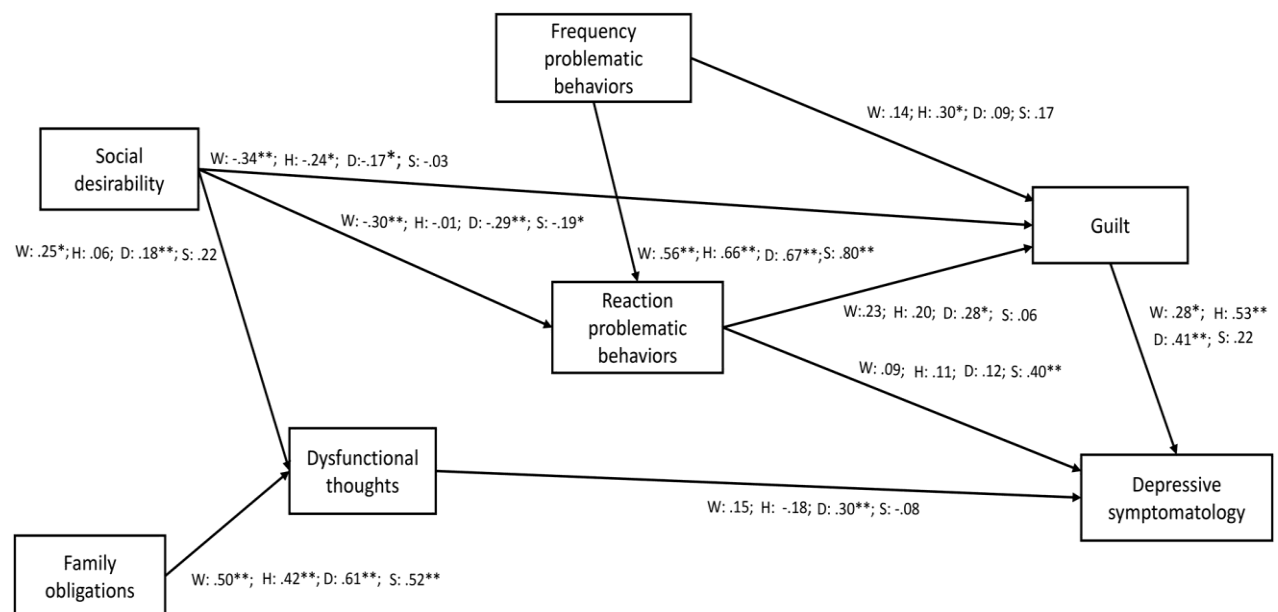 Frequency
problematic
behaviors
W: .14; H: .30*; D: .09; S: .17
Social
desirability
W: -.34**; H: -.24*; D:-.17*; S: -.03
Guilt
W: -.30**; H: -.01; D: -.29**; S: -.19*
W: .25*; H: .06; D: .18**; S: .22
W: .56**; H: .66**; D: .67**; S: .80**
Reaction
problematic
behaviors
W:.23; H: .20; D: .28*; S: .06
W: .28*; H: .53**
D: .41**; S: .22
W: .09; H: .11; D: .12; S: .40**
Dysfunctional
thoughts
Depressive
symptomatology
W: .15; H: -.18; D: .30**; S: -.08
Family
obligations
W: .50**; H: .42**; D: .61**; S: .52**